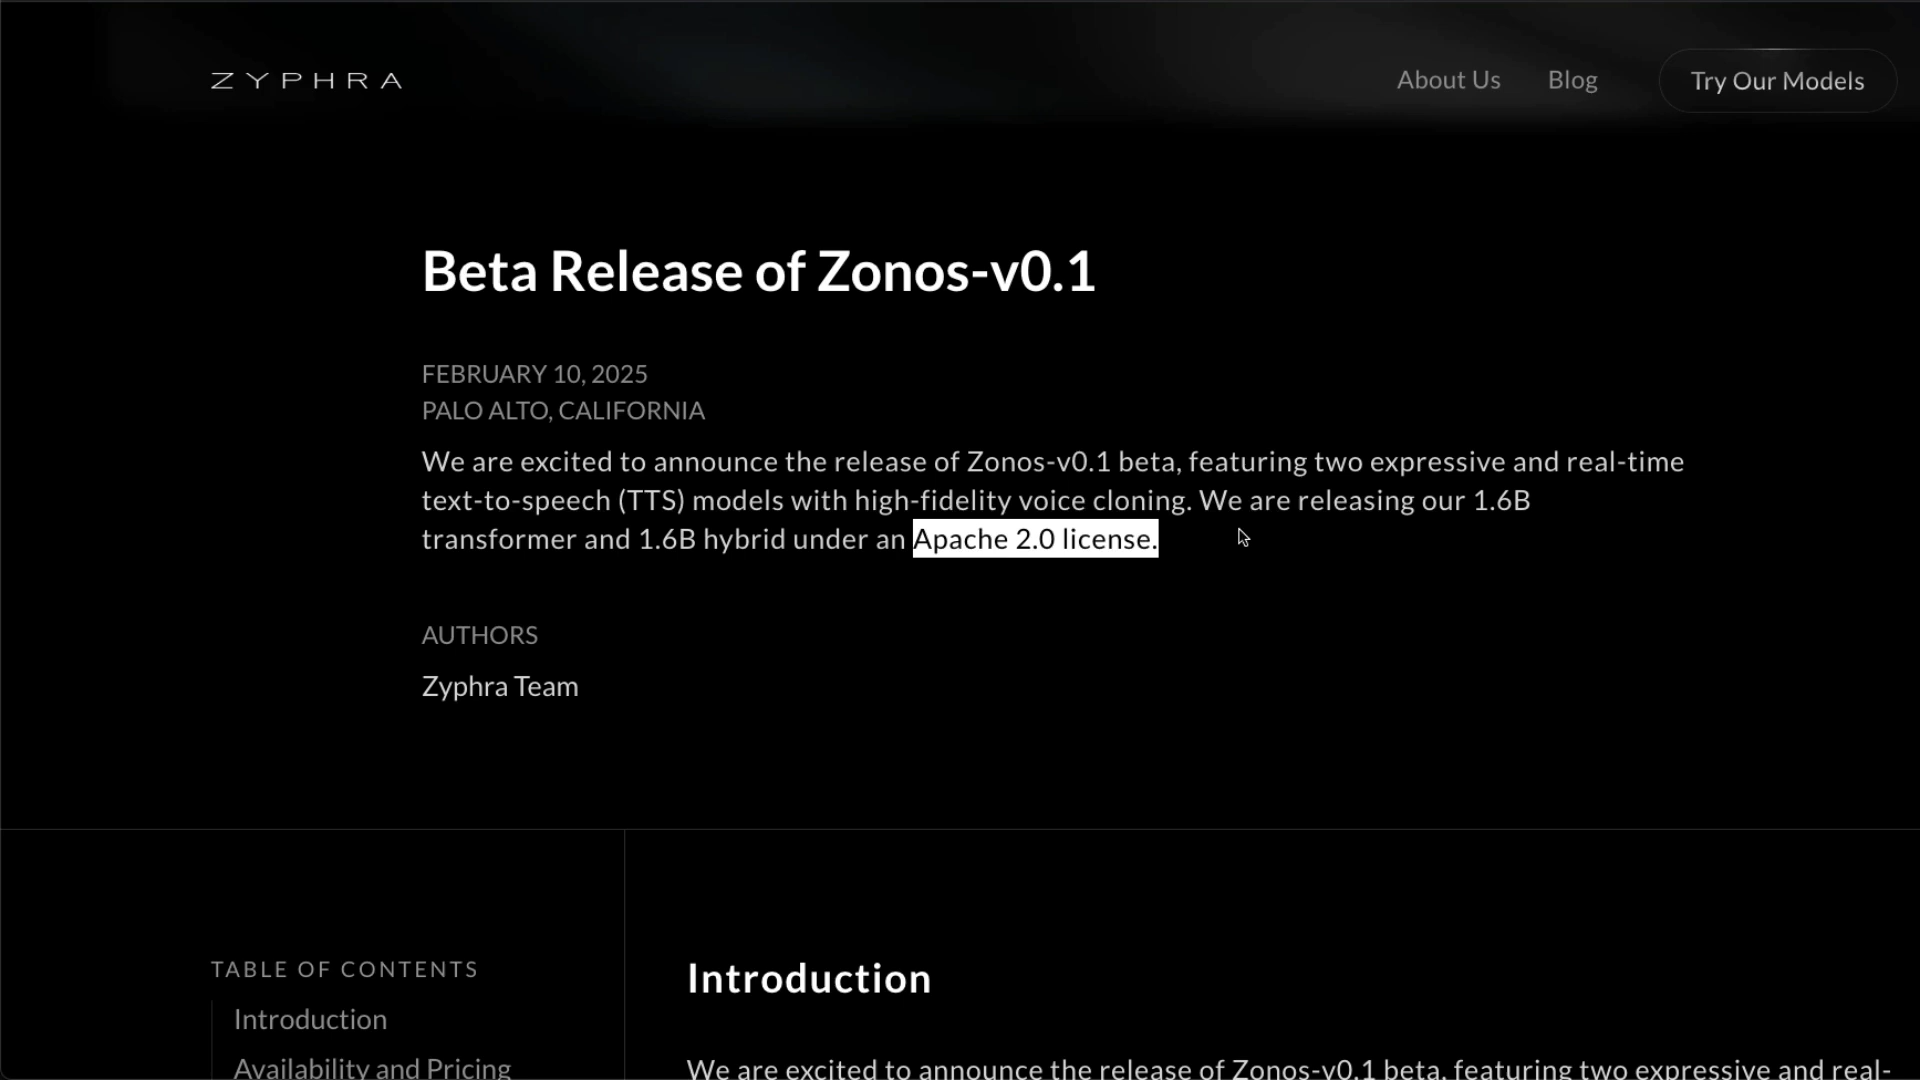 ZYPHRA
About Us
Blog
Try Our Models
Beta Release of Zonos-v0.1
FEBRUARY 10, 2025
PALO ALTO, CALIFORNIA
We are excited to announce the release of Zonos-v0.1 beta, featuring two expressive and real-time
text-to-speech (TTS) models with high-fidelity voice cloning. We are releasing our 1.6B
transformer and 1.6B hybrid under an Apache 2.0 license.
AUTHORS
Zyphra Team
TABLE OF CONTENTS
Introduction
Availability and Pricing
Introduction
We are excited to announce the release of Zonos-v0.1 beta, featuring two expressive and real-